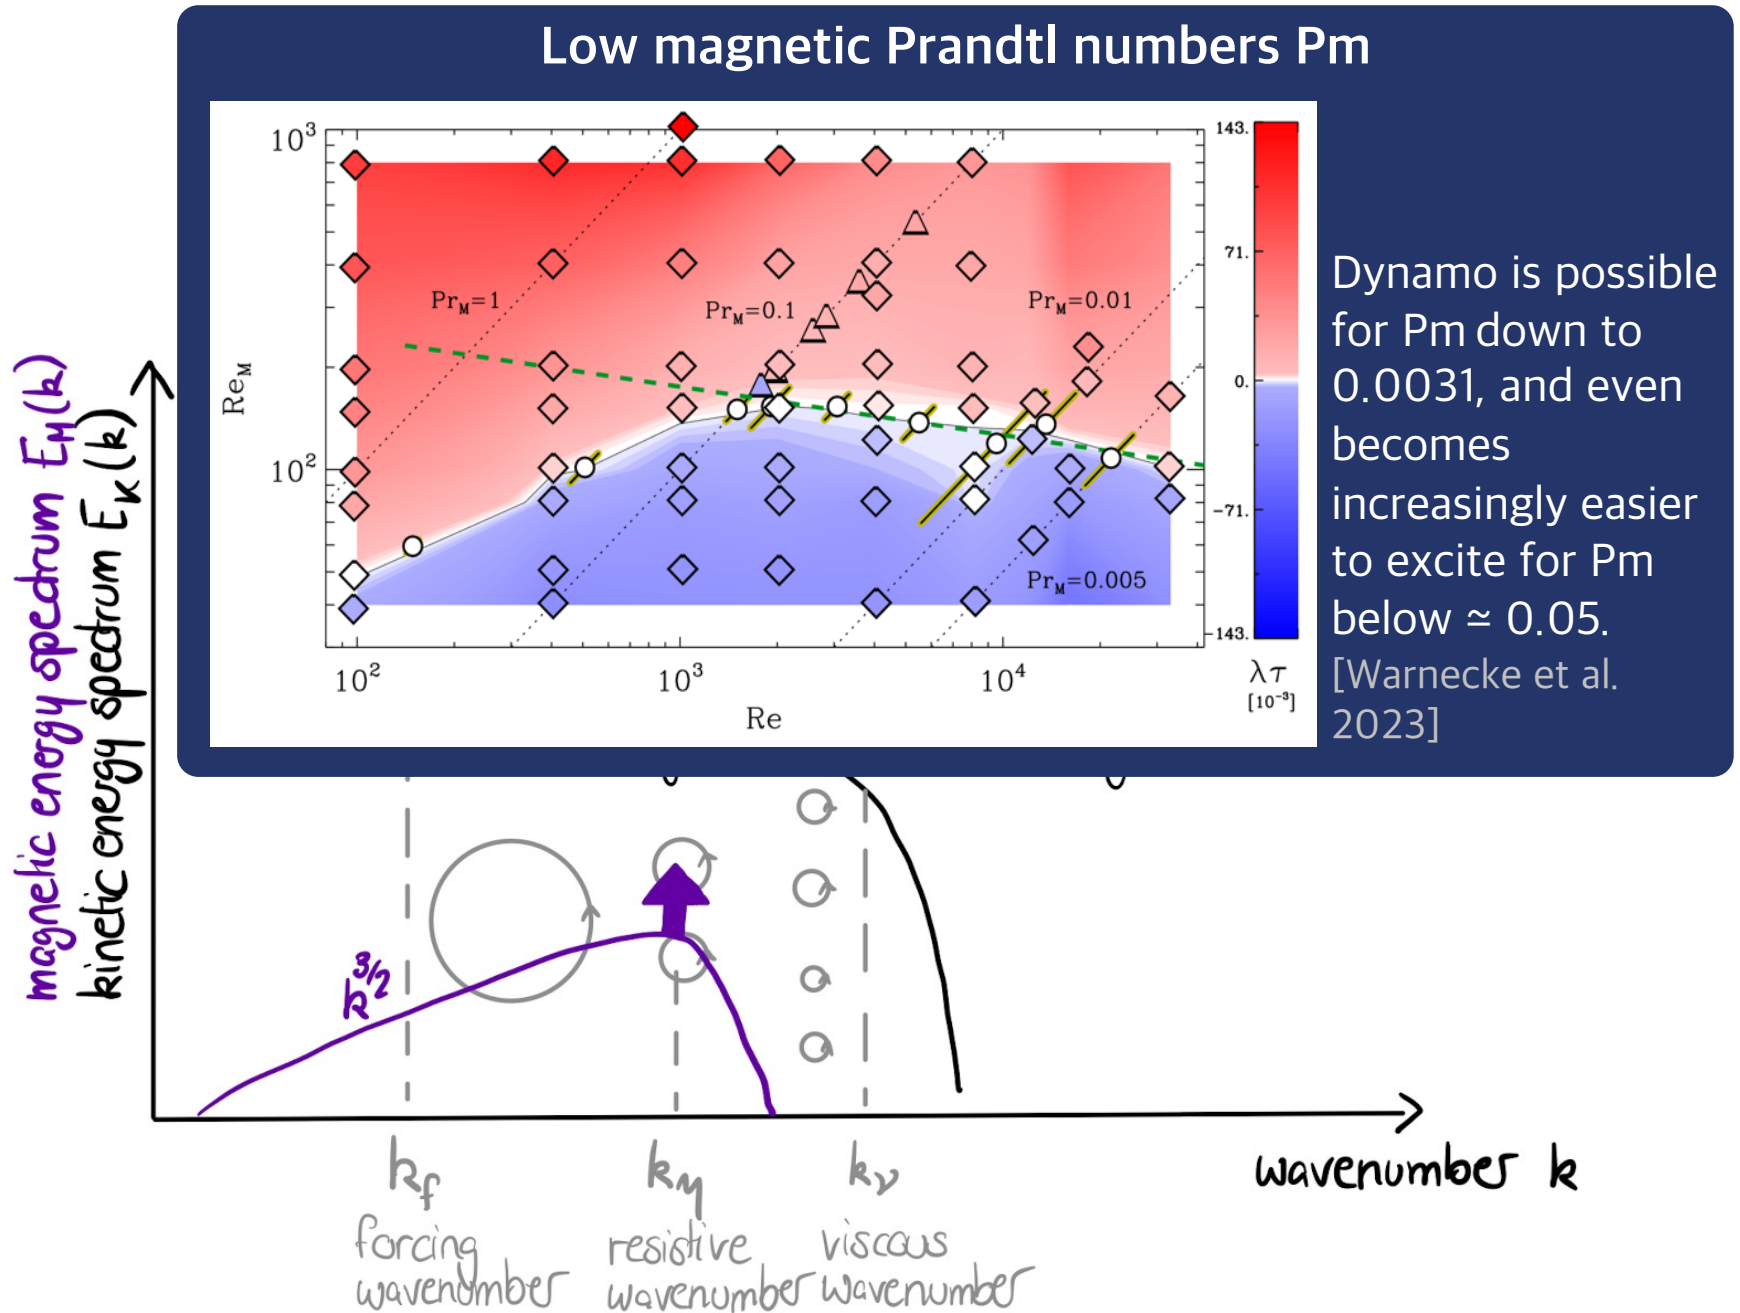 Low magnetic Prandtl numbers Pm
10³
10²
Re_M
Pr_M=1
Pr_M=0.1
Pr_M=0.01
Pr_M=0.005
10²
10³
10⁴
Re
143.
71.
0.
-71.
-143.
λτ
[10⁻³]
Dynamo is possible
for Pm down to
0.0031, and even
becomes
increasingly easier
to excite for Pm
below ≃ 0.05.
[Warnecke et al.
2023]
magnetic energy spectrum E_M(k)
kinetic energy spectrum E_K(k)
k^3/2
k_f
forcing
wavenumber
k_η
resistive
wavenumber
k_ν
viscous
wavenumber
wavenumber k